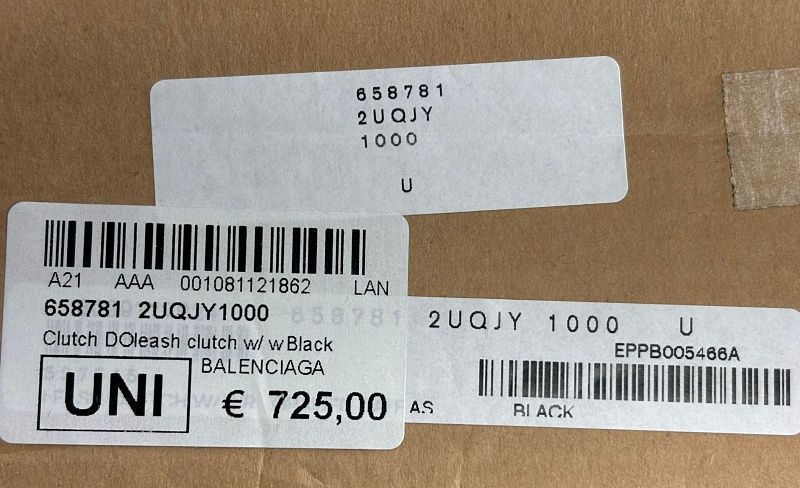 658781
2UQJY
1000
U
A21 AAA 001081121862 LAN
658781 2UQJY1000
Clutch DOleash clutch w/ wBlack
BALENCIAGA
UNI € 725,00
658781 2UQJY 1000 U
EPPB005466A
AS BLACK